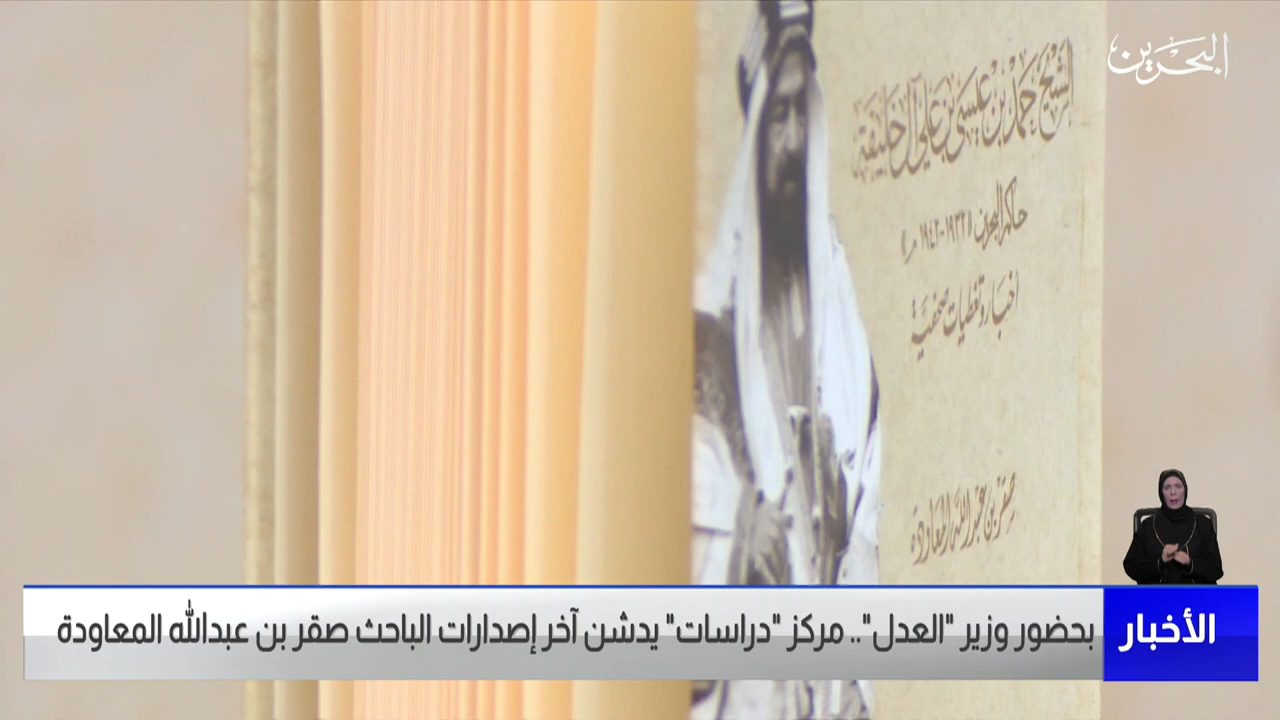 البحرين
الشيخ حمد بن عيسى بن علي آل خليفة
حاكم البحرين (١٩٣٢-١٩٤٢ م)
أخبار وتغطيات صحفية
صقر بن عبدالله المعاودة
الأخبار
بحضور وزير "العدل".. مركز "دراسات" يدشن آخر إصدارات الباحث صقر بن عبدالله المعاودة